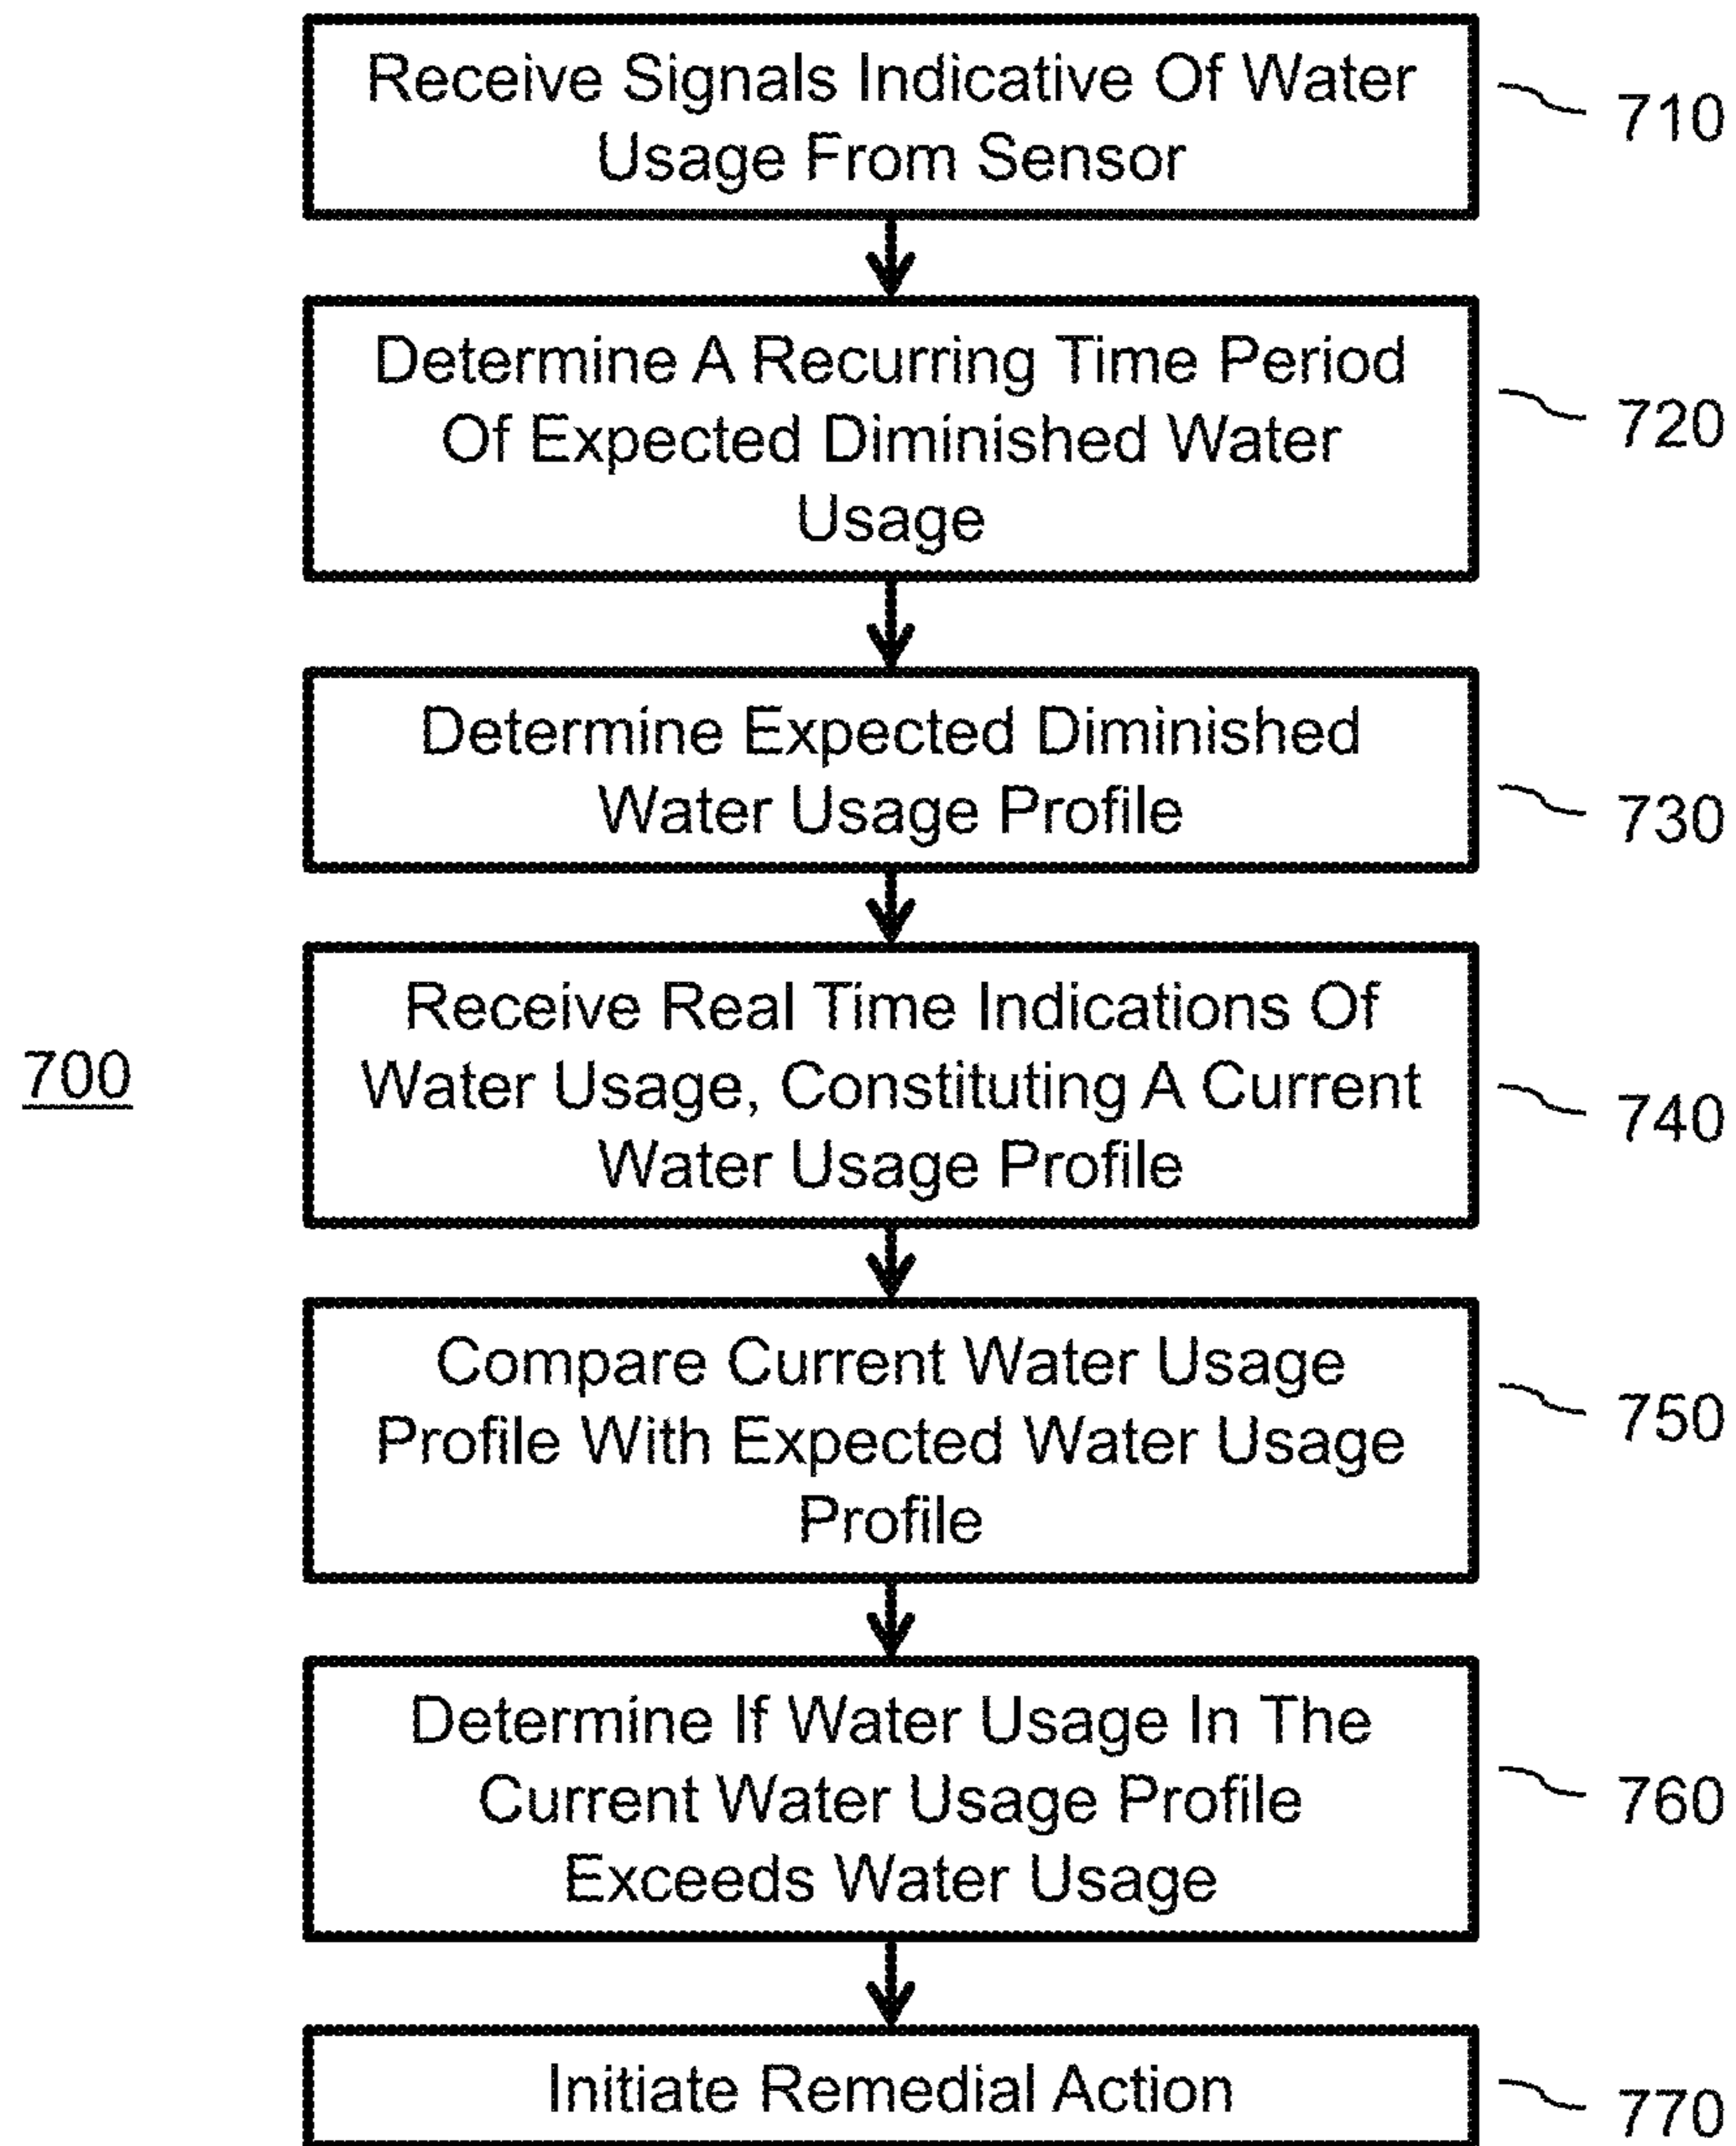 Receive Signals Indicative Of Water
Usage From Sensor
710
Determine A Recurring Time Period
Of Expected Diminished Water
Usage
720
Determine Expected Diminished
Water Usage Profile
730
700
Receive Real Time Indications Of
Water Usage, Constituting A Current
Water Usage Profile
740
Compare Current Water Usage
Profile With Expected Water Usage
Profile
750
Determine If Water Usage In The
Current Water Usage Profile
Exceeds Water Usage
760
Initiate Remedial Action
770